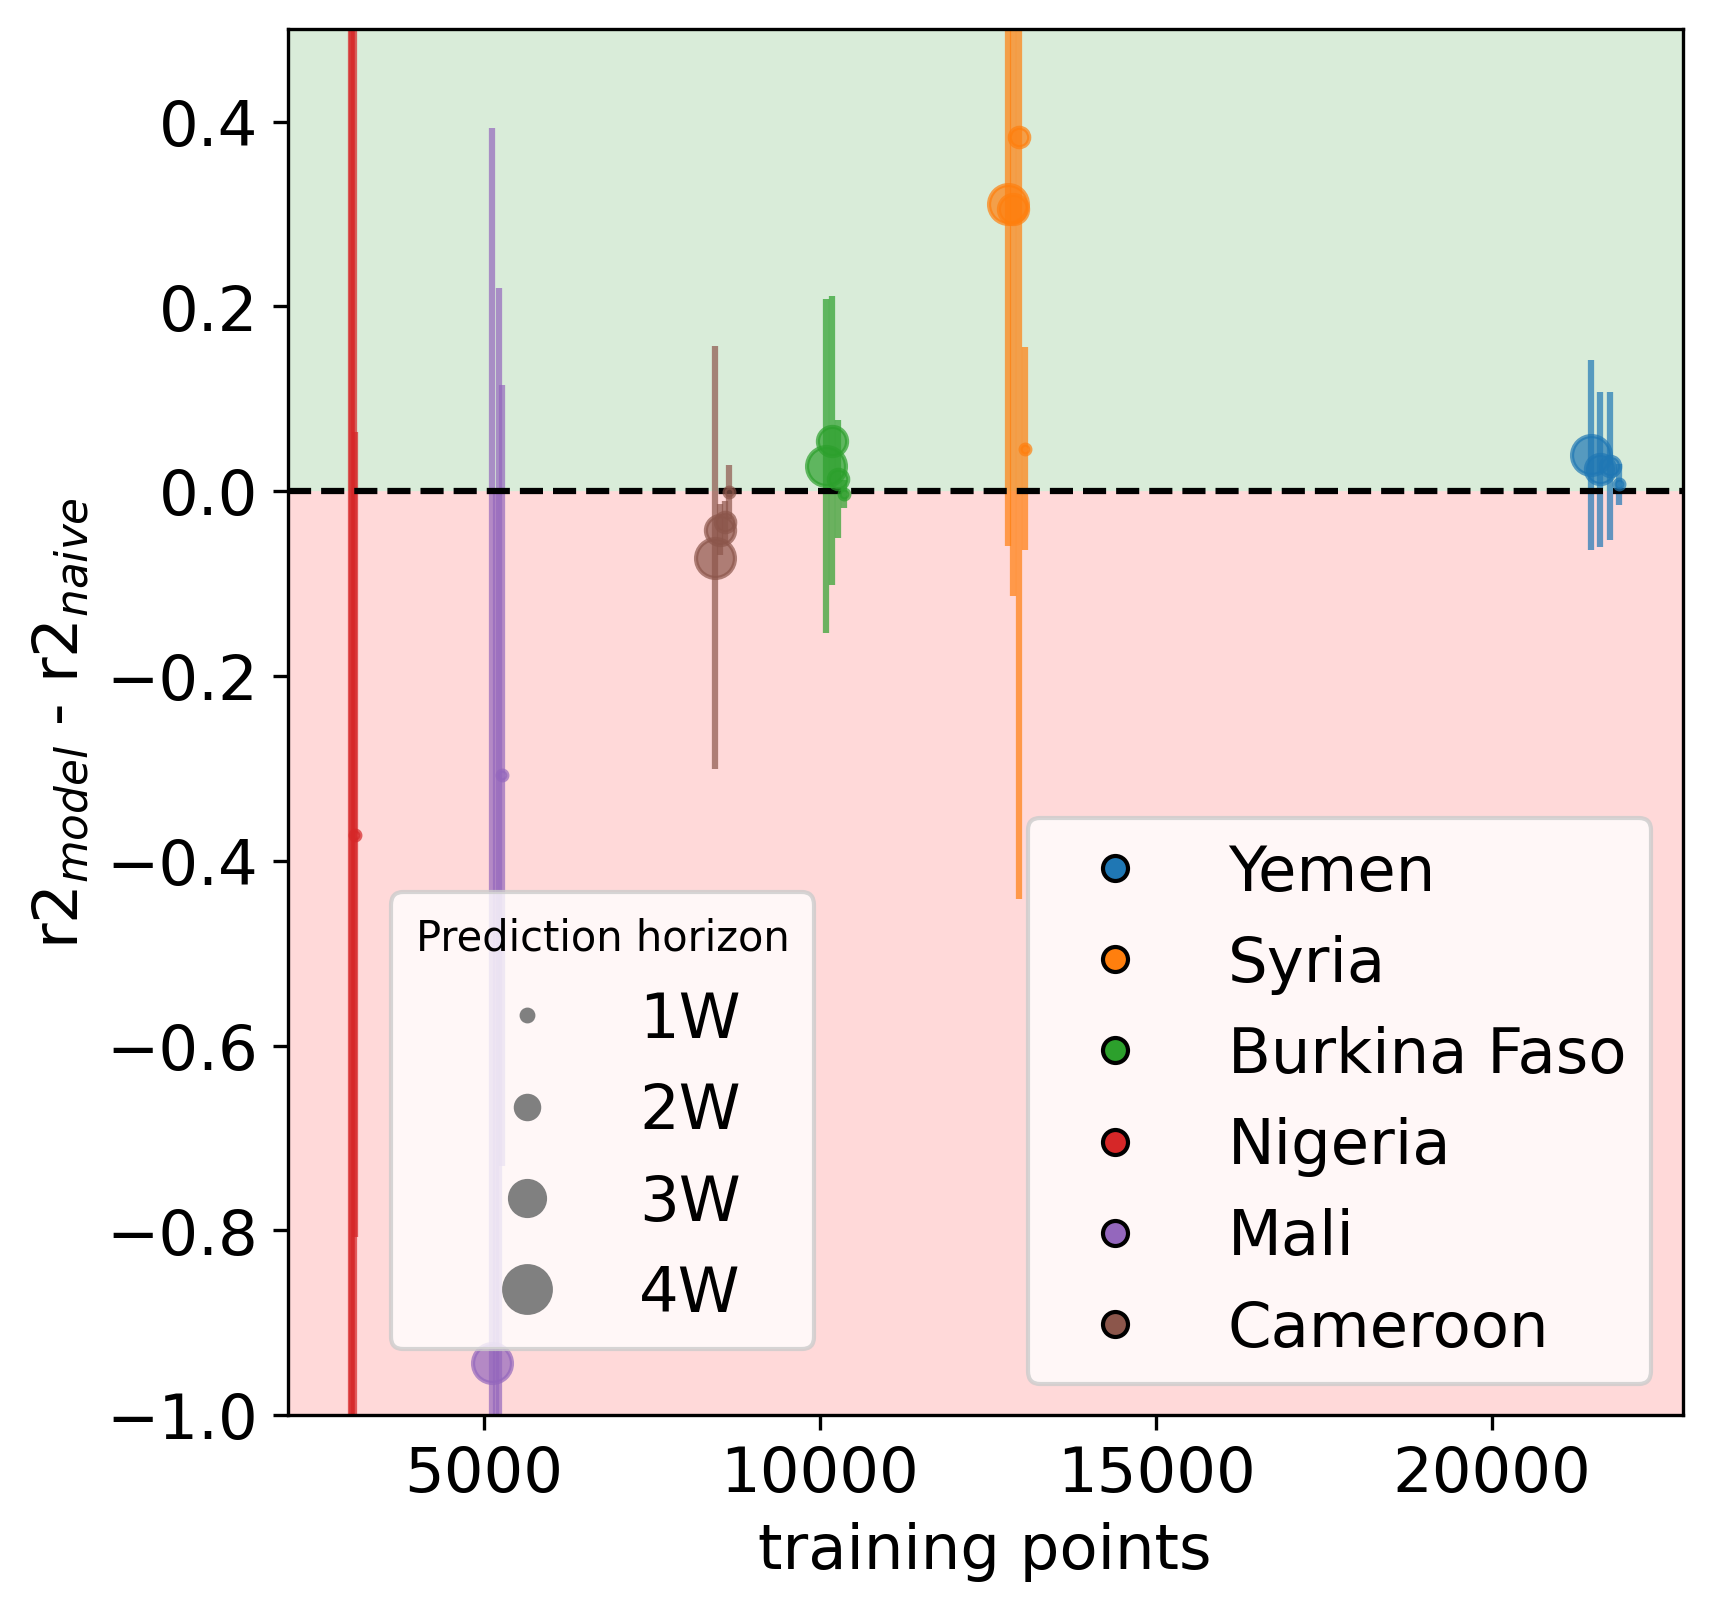 0.4
0.2
0.0
−0.2
−0.4
−0.6
−0.8
−1.0
r2model - r2naive
5000 10000 15000 20000
training points
Prediction horizon
1W
2W
3W
4W
Yemen
Syria
Burkina Faso
Nigeria
Mali
Cameroon